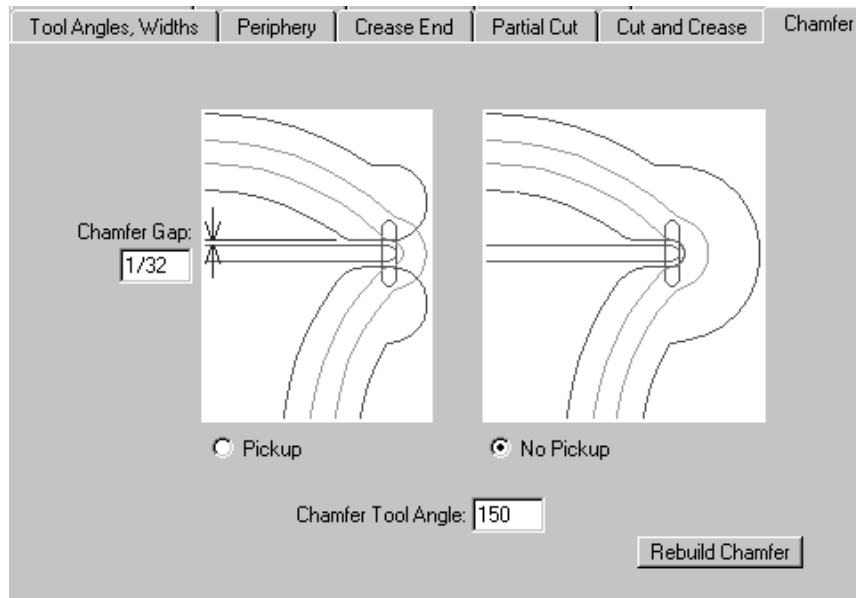 Tool Angles, Widths Periphery Crease End Partial Cut Cut and Crease Chamfer
Chamfer Gap:
1/32
Pickup No Pickup
Chamfer Tool Angle: 150
Rebuild Chamfer